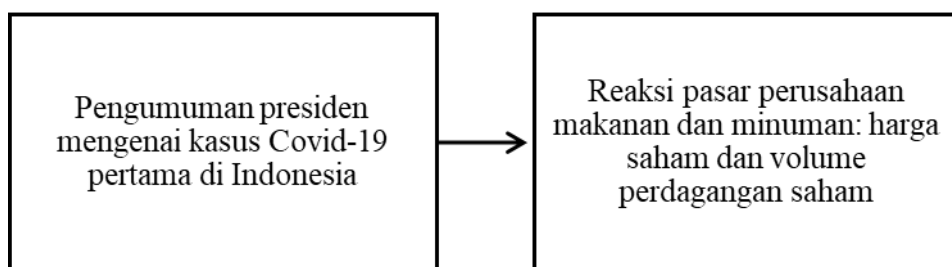 Pengumuman presiden
mengenai kasus Covid-19
pertama di Indonesia
Reaksi pasar perusahaan
makanan dan minuman: harga
saham dan volume
perdagangan saham